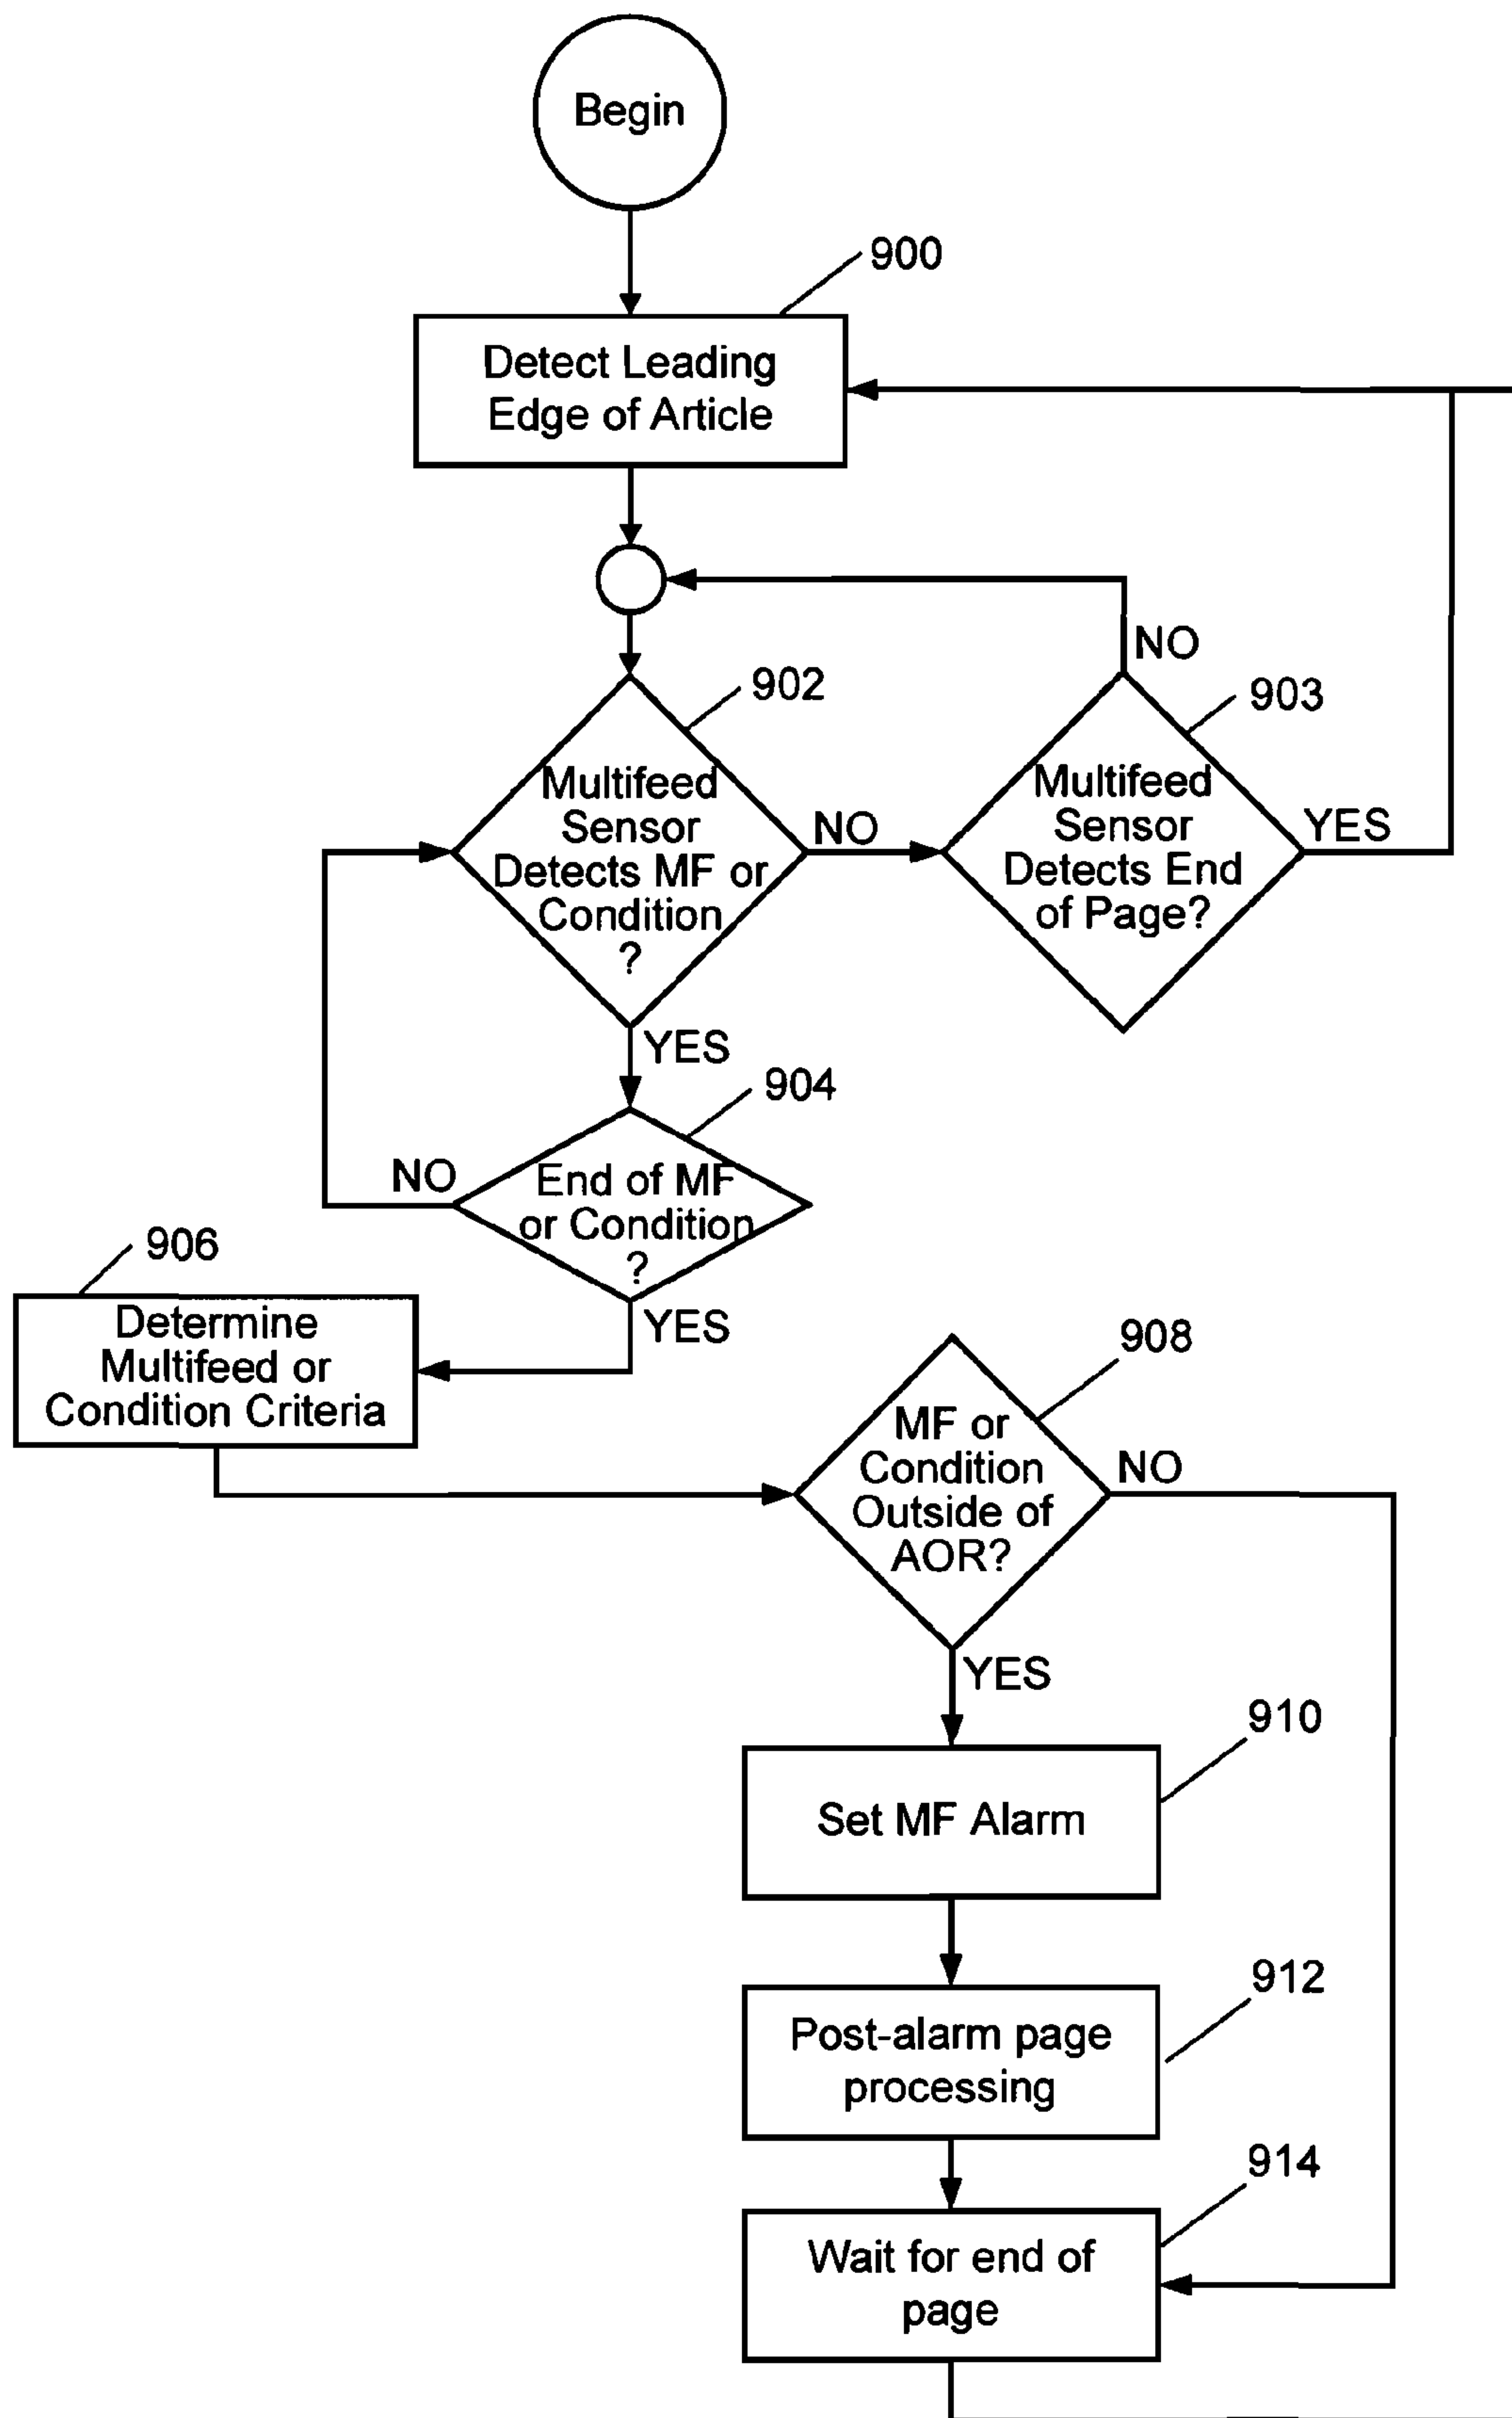 Begin
900
Detect Leading
Edge of Article
NO
902
903
Multifeed
Sensor
Detects MF or
Condition
?
NO
Multifeed
Sensor
Detects End
of Page?
YES
YES
904
End of MF
or Condition
?
NO
YES
906
Determine
Multifeed or
Condition Criteria
908
MF or
Condition
Outside of
AOR?
NO
YES
910
Set MF Alarm
912
Post-alarm page
processing
914
Wait for end of
page